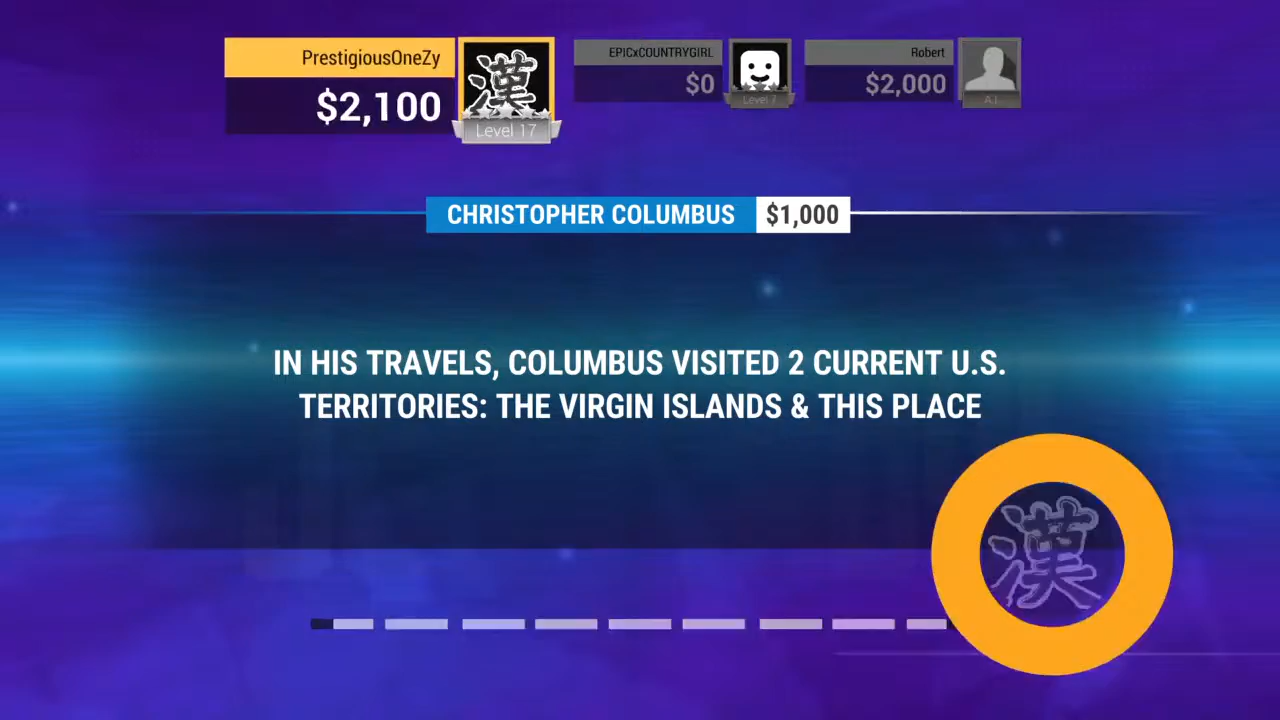 PrestigiousOneZy
$2,100
漢
Level 17
EPICxCOUNTRYGIRL
$0
Level 7
Robert
$2,000
A.I.
CHRISTOPHER COLUMBUS $1,000
IN HIS TRAVELS, COLUMBUS VISITED 2 CURRENT U.S.
TERRITORIES: THE VIRGIN ISLANDS & THIS PLACE
漢